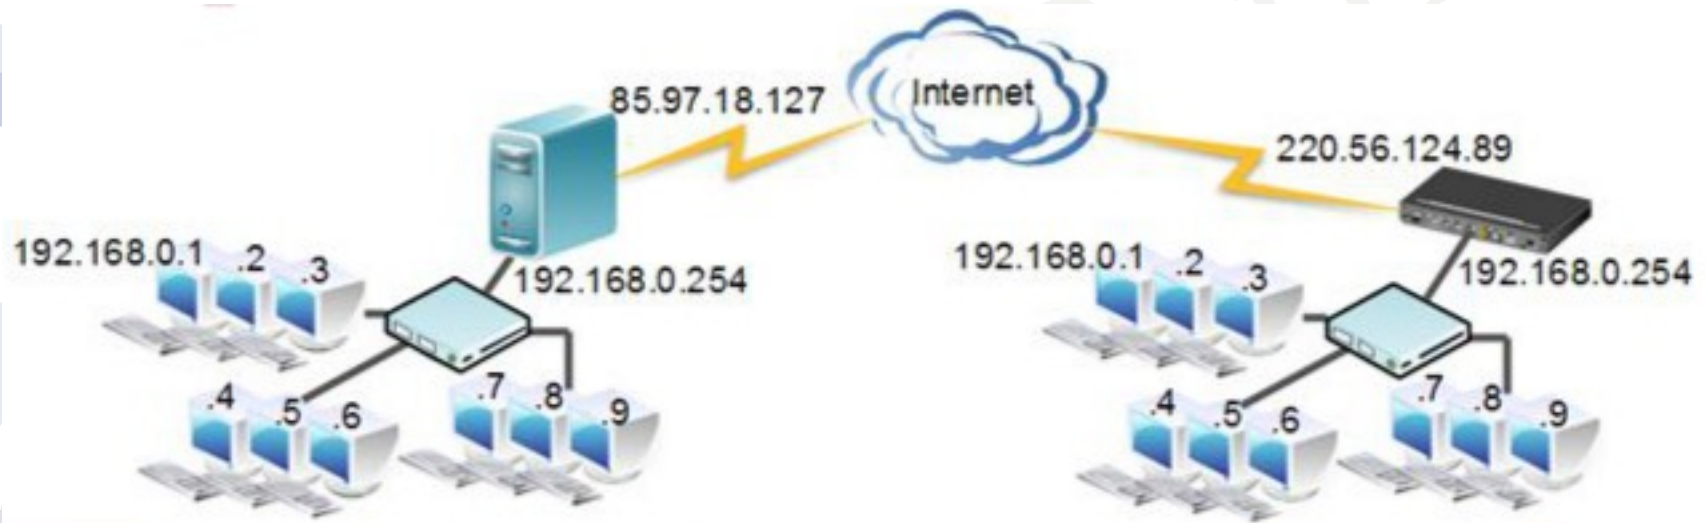 Internet
85.97.18.127
220.56.124.89
192.168.0.1 .2 .3
192.168.0.254
.4 .5 .6
.7 .8 .9
192.168.0.1 .2 .3
192.168.0.254
.4 .5 .6
.7 .8 .9